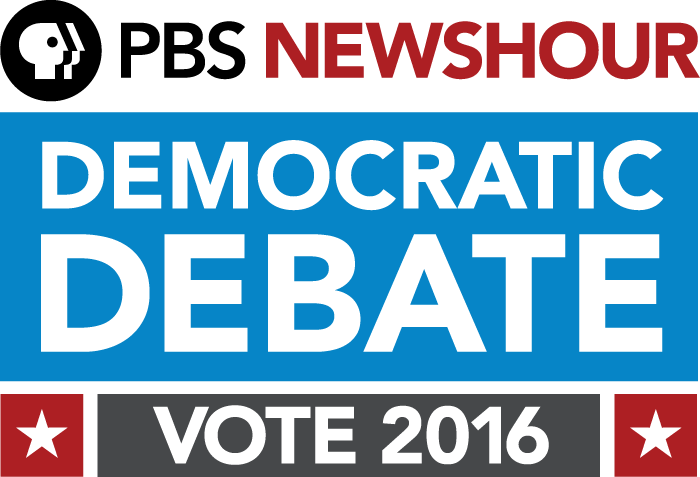 PBS NEWSHOUR
DEMOCRATIC
DEBATE
VOTE 2016